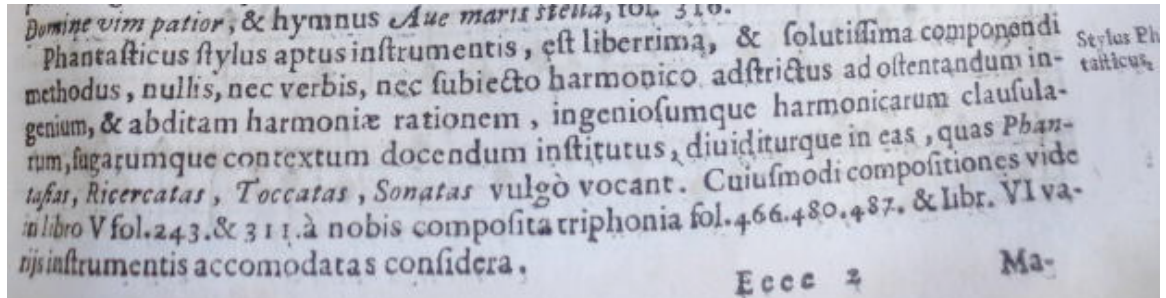 Domine vim patior, & hymnus Aue maris stella, fol. 316.
Phantaſticus ſtylus aptus inſtrumentis, eſt liberrima, & ſolutiſſima componendi
methodus, nullis, nec verbis, nec ſubiecto harmonico adſtrictus ad oſtentandum in-
genium, & abditam harmoniæ rationem, ingenioſumque harmonicarum clauſula-
rum, fugarumque contextum docendum inſtitutus, diuiditurque in eas, quas Phan-
taſias, Ricercatas, Toccatas, Sonatas vulgò vocant. Cuiuſmodi compoſitiones vide
in libro V fol. 243. & 311. à nobis compoſita triphonia fol. 466. 480. 487. & libr. VI va-
rijs inſtrumentis accomodatas conſidera.
Stylus Ph
taſticus.
Eeee 2
Ma-